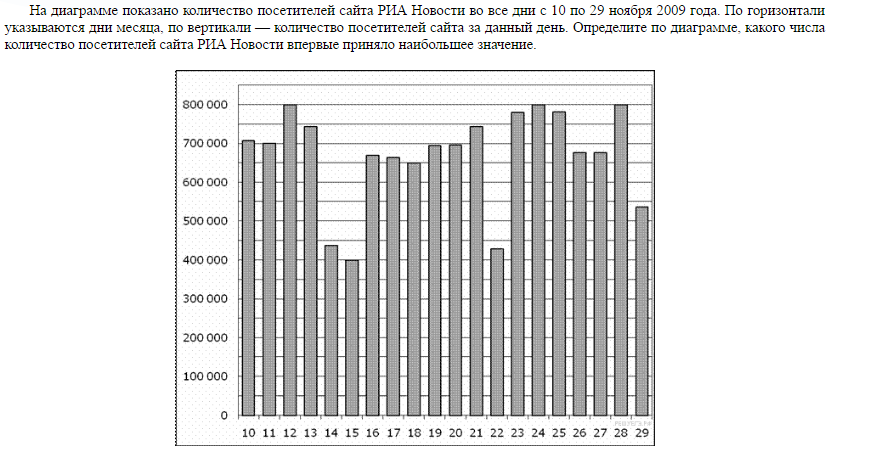 На диаграмме показано количество посетителей сайта РИА Новости во все дни с 10 по 29 ноября 2009 года. По горизонтали
указываются дни месяца, по вертикали — количество посетителей сайта за данный день. Определите по диаграмме, какого числа
количество посетителей сайта РИА Новости впервые приняло наибольшее значение.
800 000
700 000
600 000
500 000
400 000
300 000
200 000
100 000
0
10 11 12 13 14 15 16 17 18 19 20 21 22 23 24 25 26 27 28 29